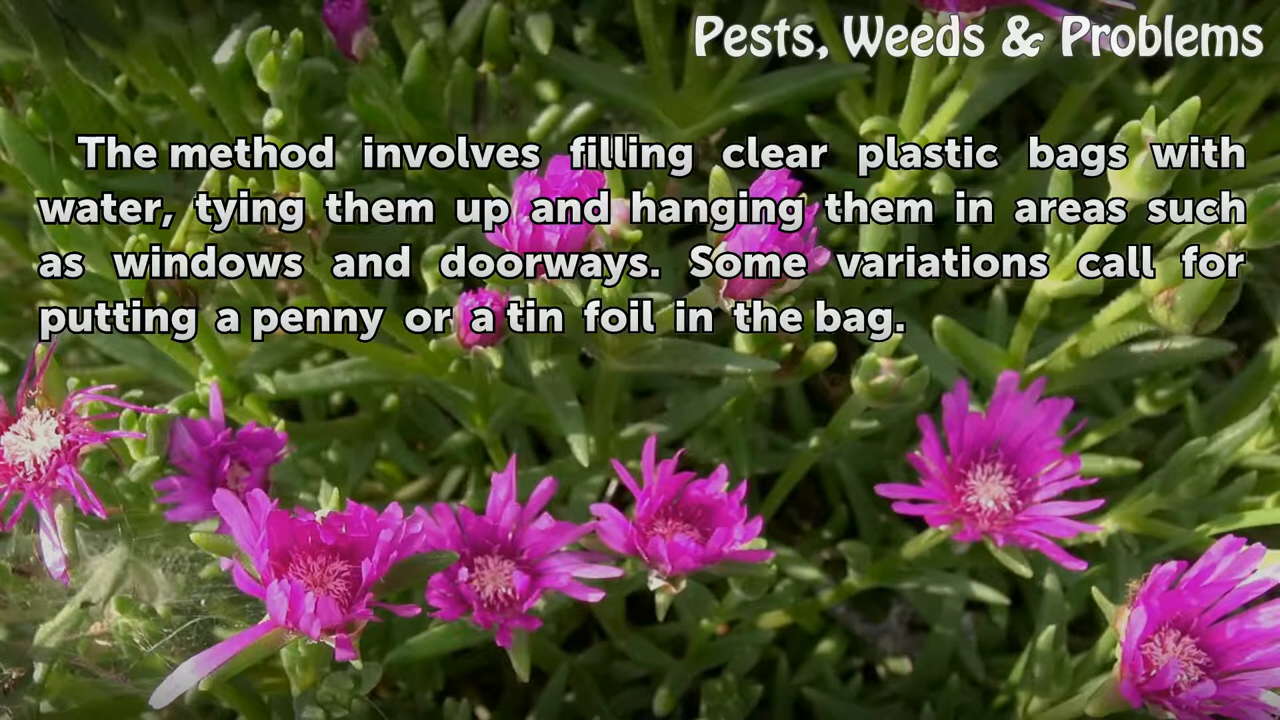 Pests, Weeds & Problems
The method involves filling clear plastic bags with
water, tying them up and hanging them in areas such
as windows and doorways. Some variations call for
putting a penny or a tin foil in the bag.